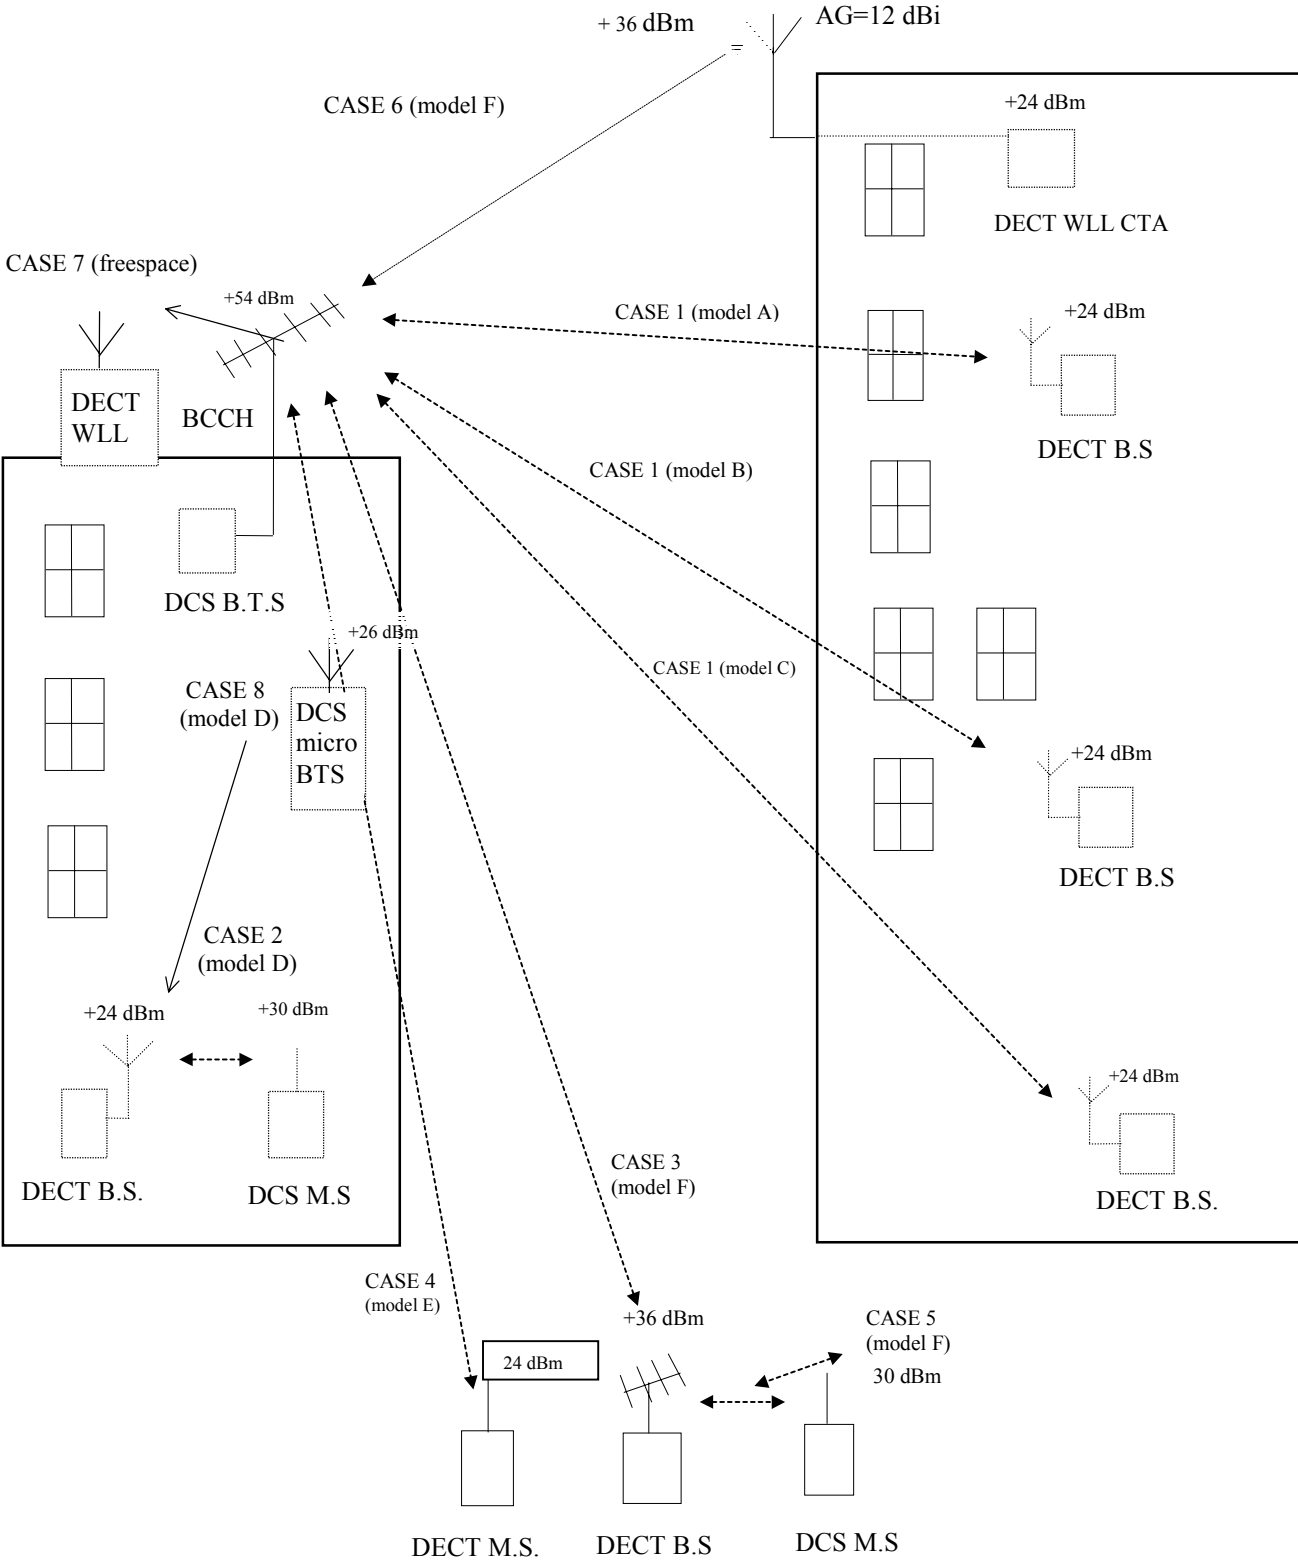 + 36 dBm
AG=12 dBi
CASE 6 (model F)
+24 dBm
DECT WLL CTA
CASE 7 (freespace)
+54 dBm
CASE 1 (model A)
+24 dBm
DECT
WLL
BCCH
DECT B.S
CASE 1 (model B)
DCS B.T.S
+26 dBm
CASE 1 (model C)
CASE 8
(model D)
DCS
micro
BTS
+24 dBm
DECT B.S
CASE 2
(model D)
+24 dBm
+30 dBm
+24 dBm
DECT B.S.
DCS M.S
CASE 3
(model F)
DECT B.S.
CASE 4
(model E)
+36 dBm
CASE 5
(model F)
24 dBm
30 dBm
DECT M.S.
DECT B.S
DCS M.S